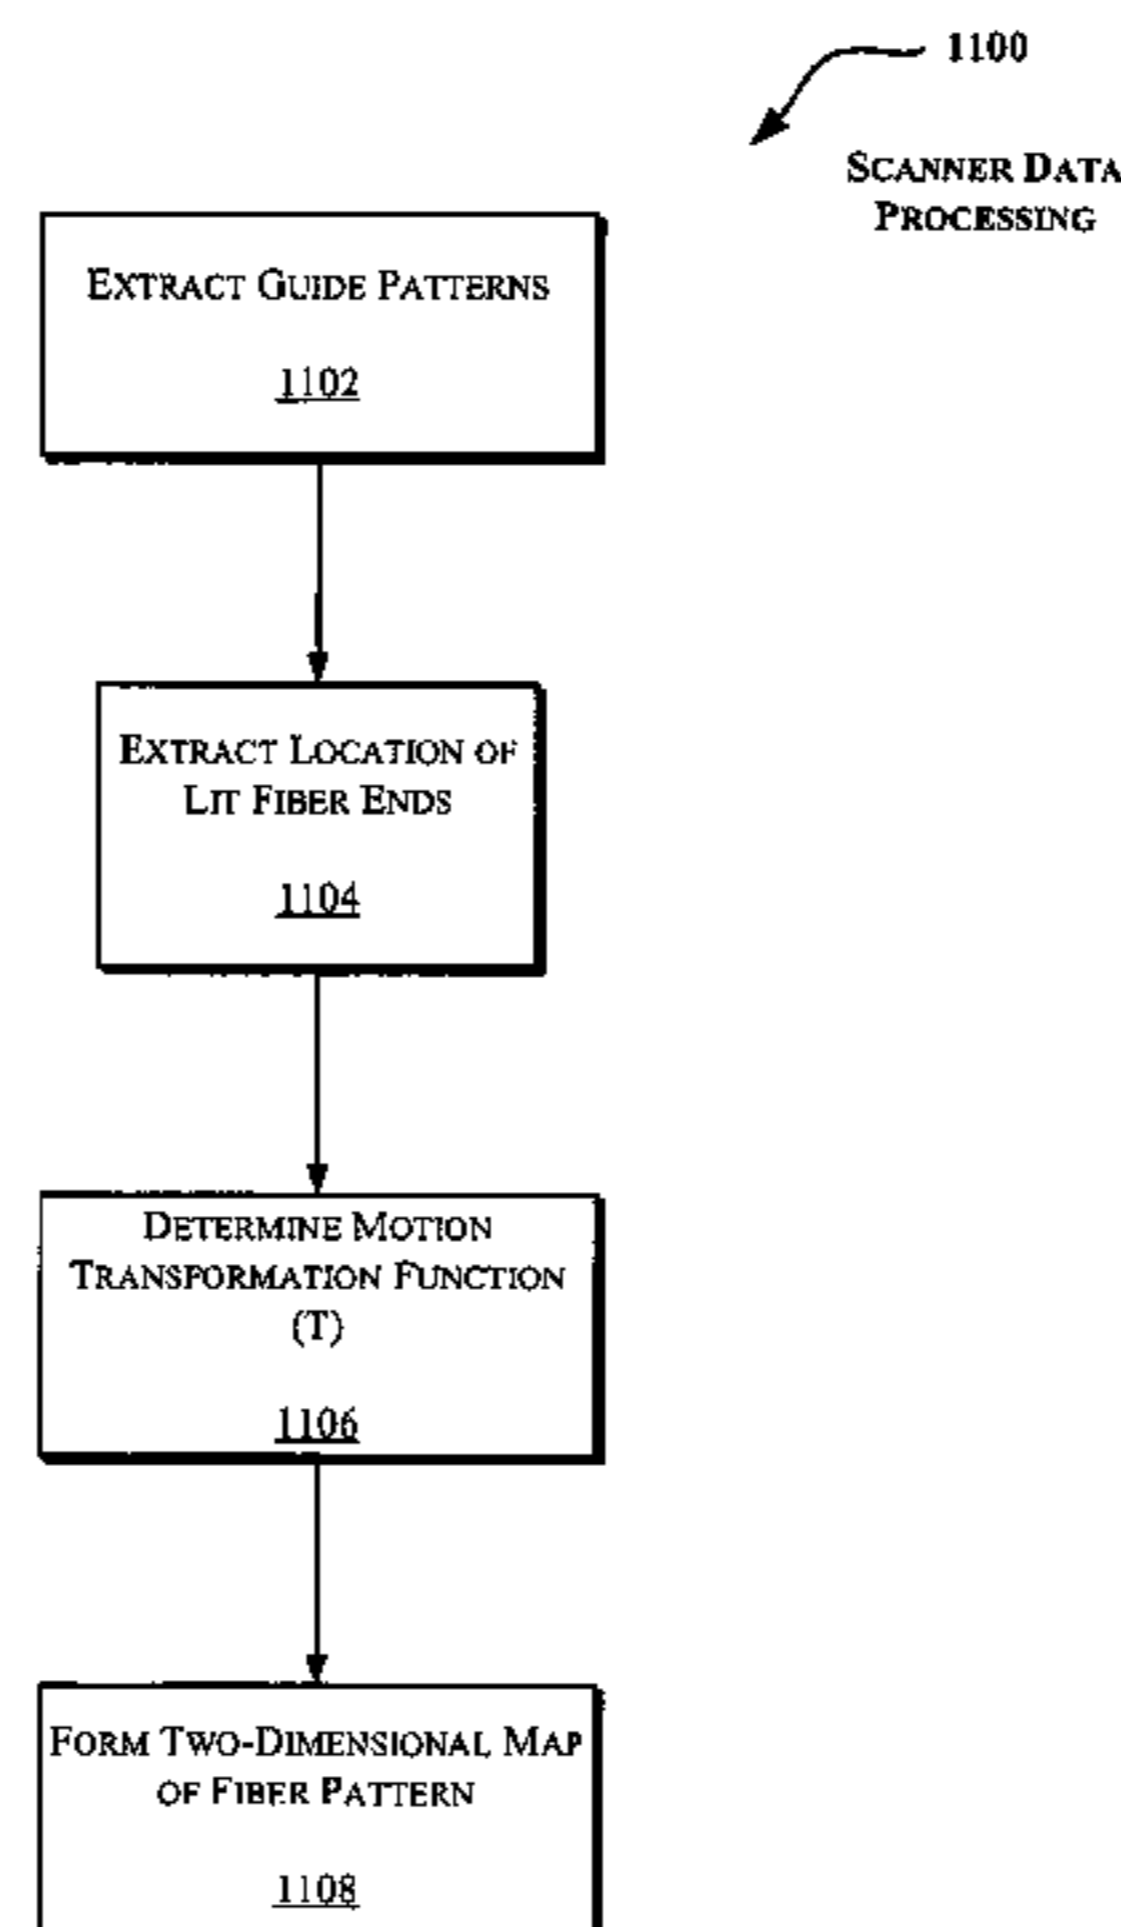 1100
SCANNER DATA
PROCESSING
EXTRACT GUIDE PATTERNS
1102
EXTRACT LOCATION OF
LIT FIBER ENDS
1104
DETERMINE MOTION
TRANSFORMATION FUNCTION
(T)
1106
FORM TWO-DIMENSIONAL MAP
OF FIBER PATTERN
1108